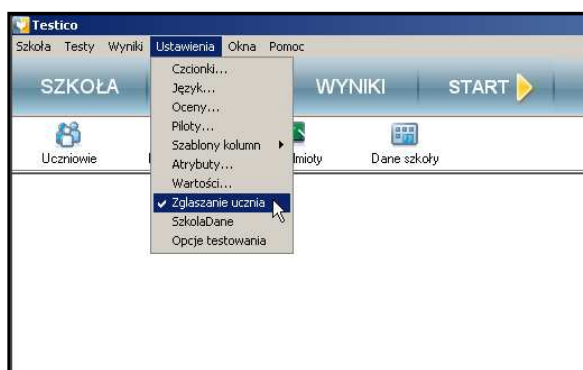 Testico
Szkoła Testy Wyniki Ustawienia Okna Pomoc
SZKOŁA WYNIKI START
Uczniowie Dane szkoły
Czcionki...
Język...
Oceny...
Piloty...
Szablony kolumn
Atrybuty...
Wartości...
Zgłaszanie ucznia
SzkolaDane
Opcje testowania